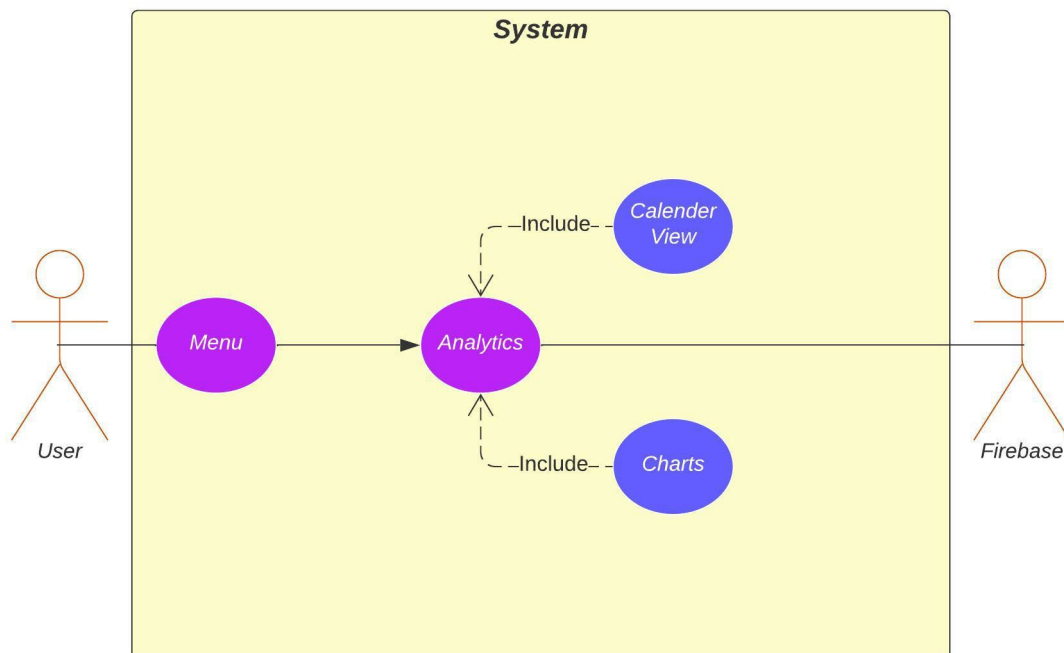 System
Calender
View
Include
Menu
Analytics
User
Firebase
Include
Charts